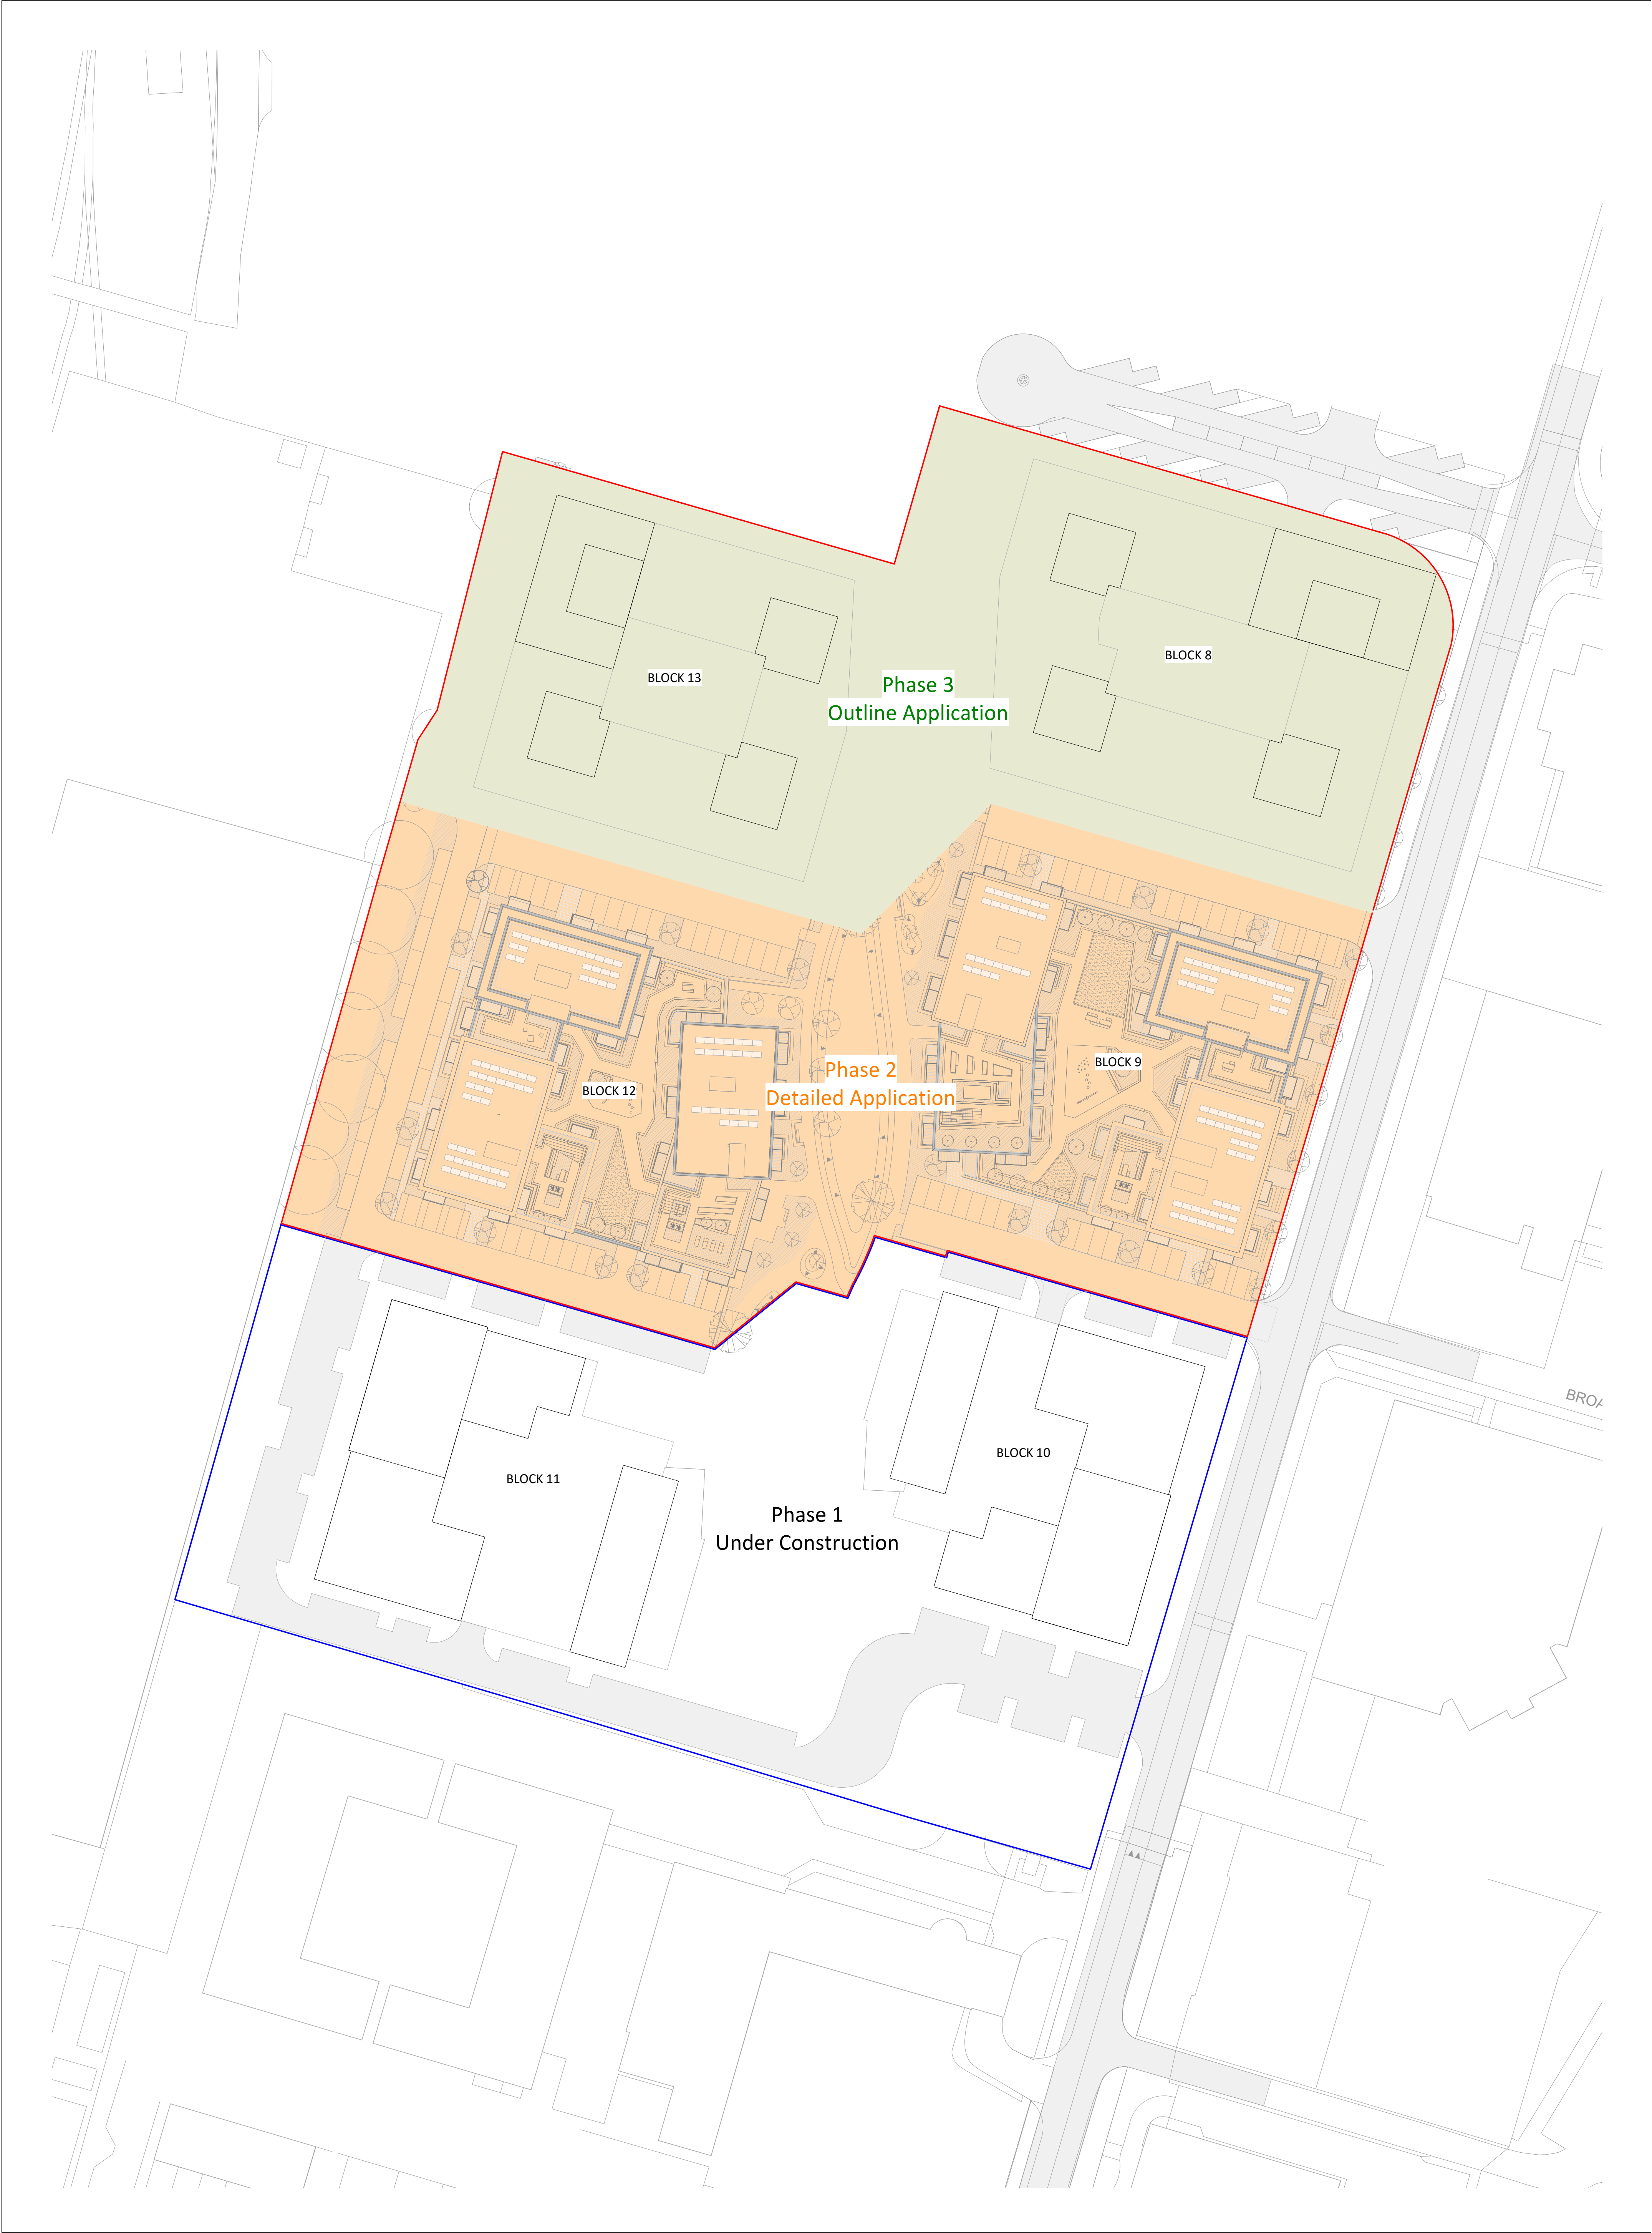 BLOCK 8
BLOCK 13
Phase 3
Outline Application
BLOCK 9
Phase 2
Detailed Application
BLOCK 12
BROA
BLOCK 10
BLOCK 11
Phase 1
Under Construction